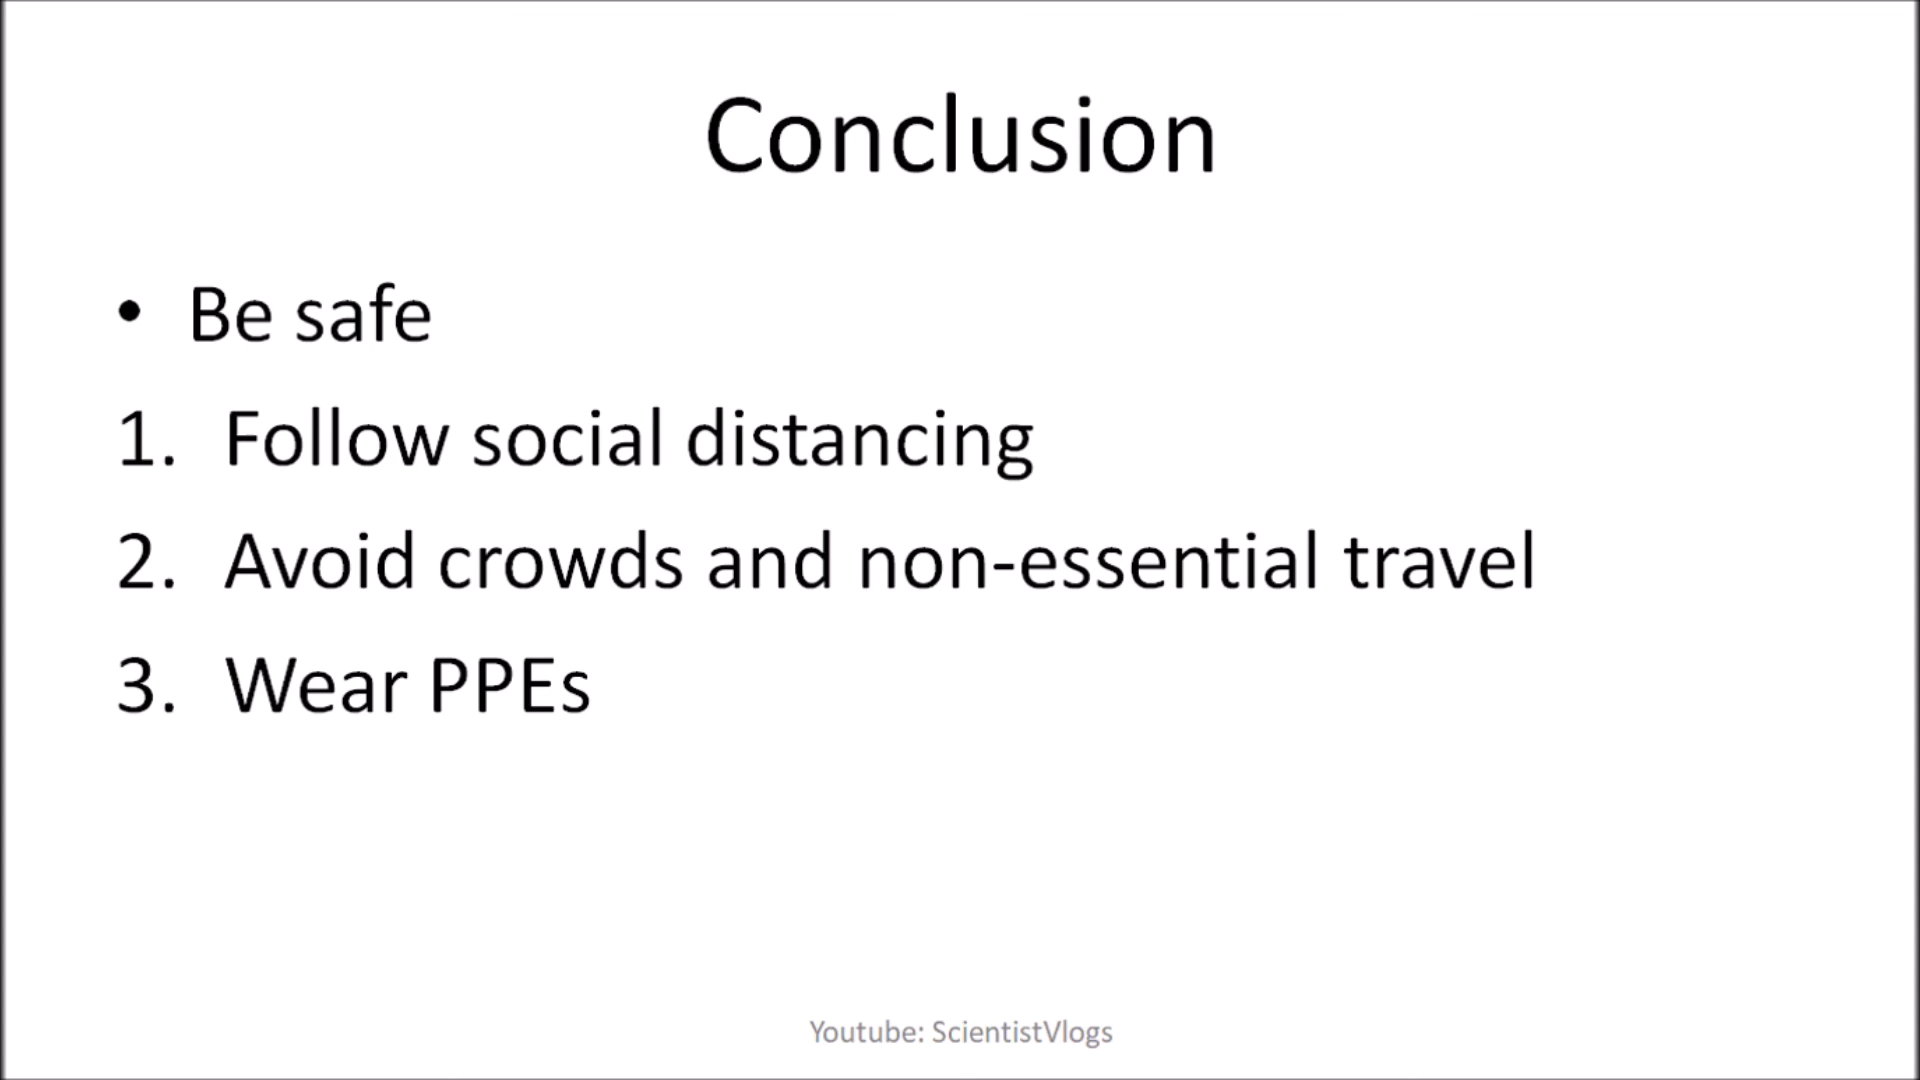 Conclusion
• Be safe
1. Follow social distancing
2. Avoid crowds and non-essential travel
3. Wear PPEs
Youtube: ScientistVlogs